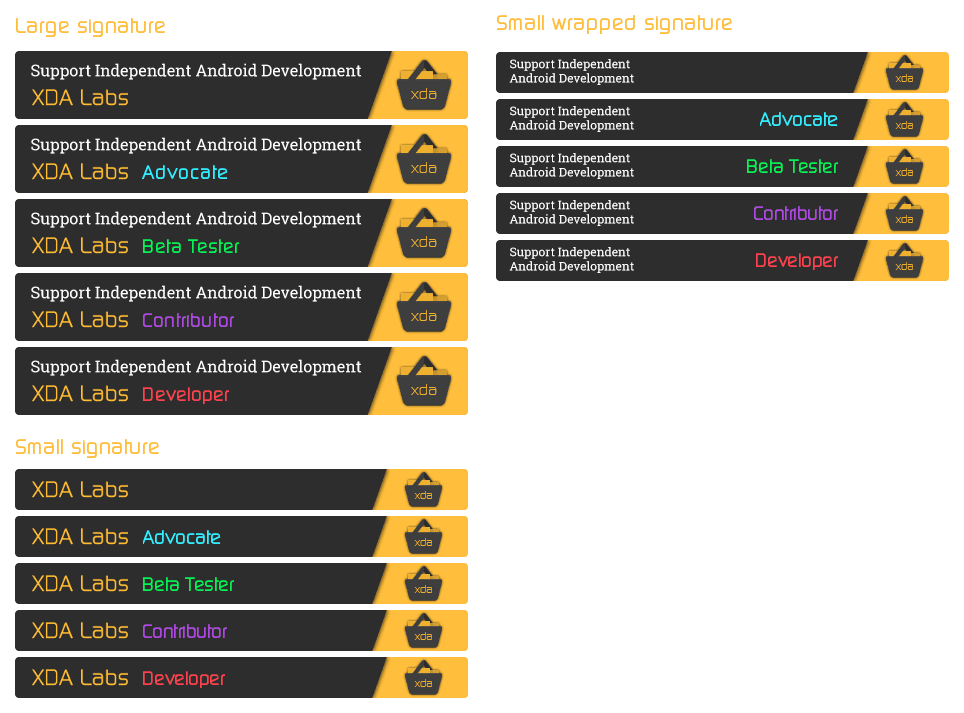 Large signature
Support Independent Android Development
XDA Labs
xda
Support Independent Android Development
XDA Labs Advocate
xda
Support Independent Android Development
XDA Labs Beta Tester
xda
Support Independent Android Development
XDA Labs Contributor
xda
Support Independent Android Development
XDA Labs Developer
xda
Small signature
XDA Labs xda
XDA Labs Advocate xda
XDA Labs Beta Tester xda
XDA Labs Contributor xda
XDA Labs Developer xda
Small wrapped signature
Support Independent
Android Development
xda
Support Independent
Android Development
Advocate xda
Support Independent
Android Development
Beta Tester xda
Support Independent
Android Development
Contributor xda
Support Independent
Android Development
Developer xda